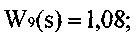 W₉(s) = 1,08;